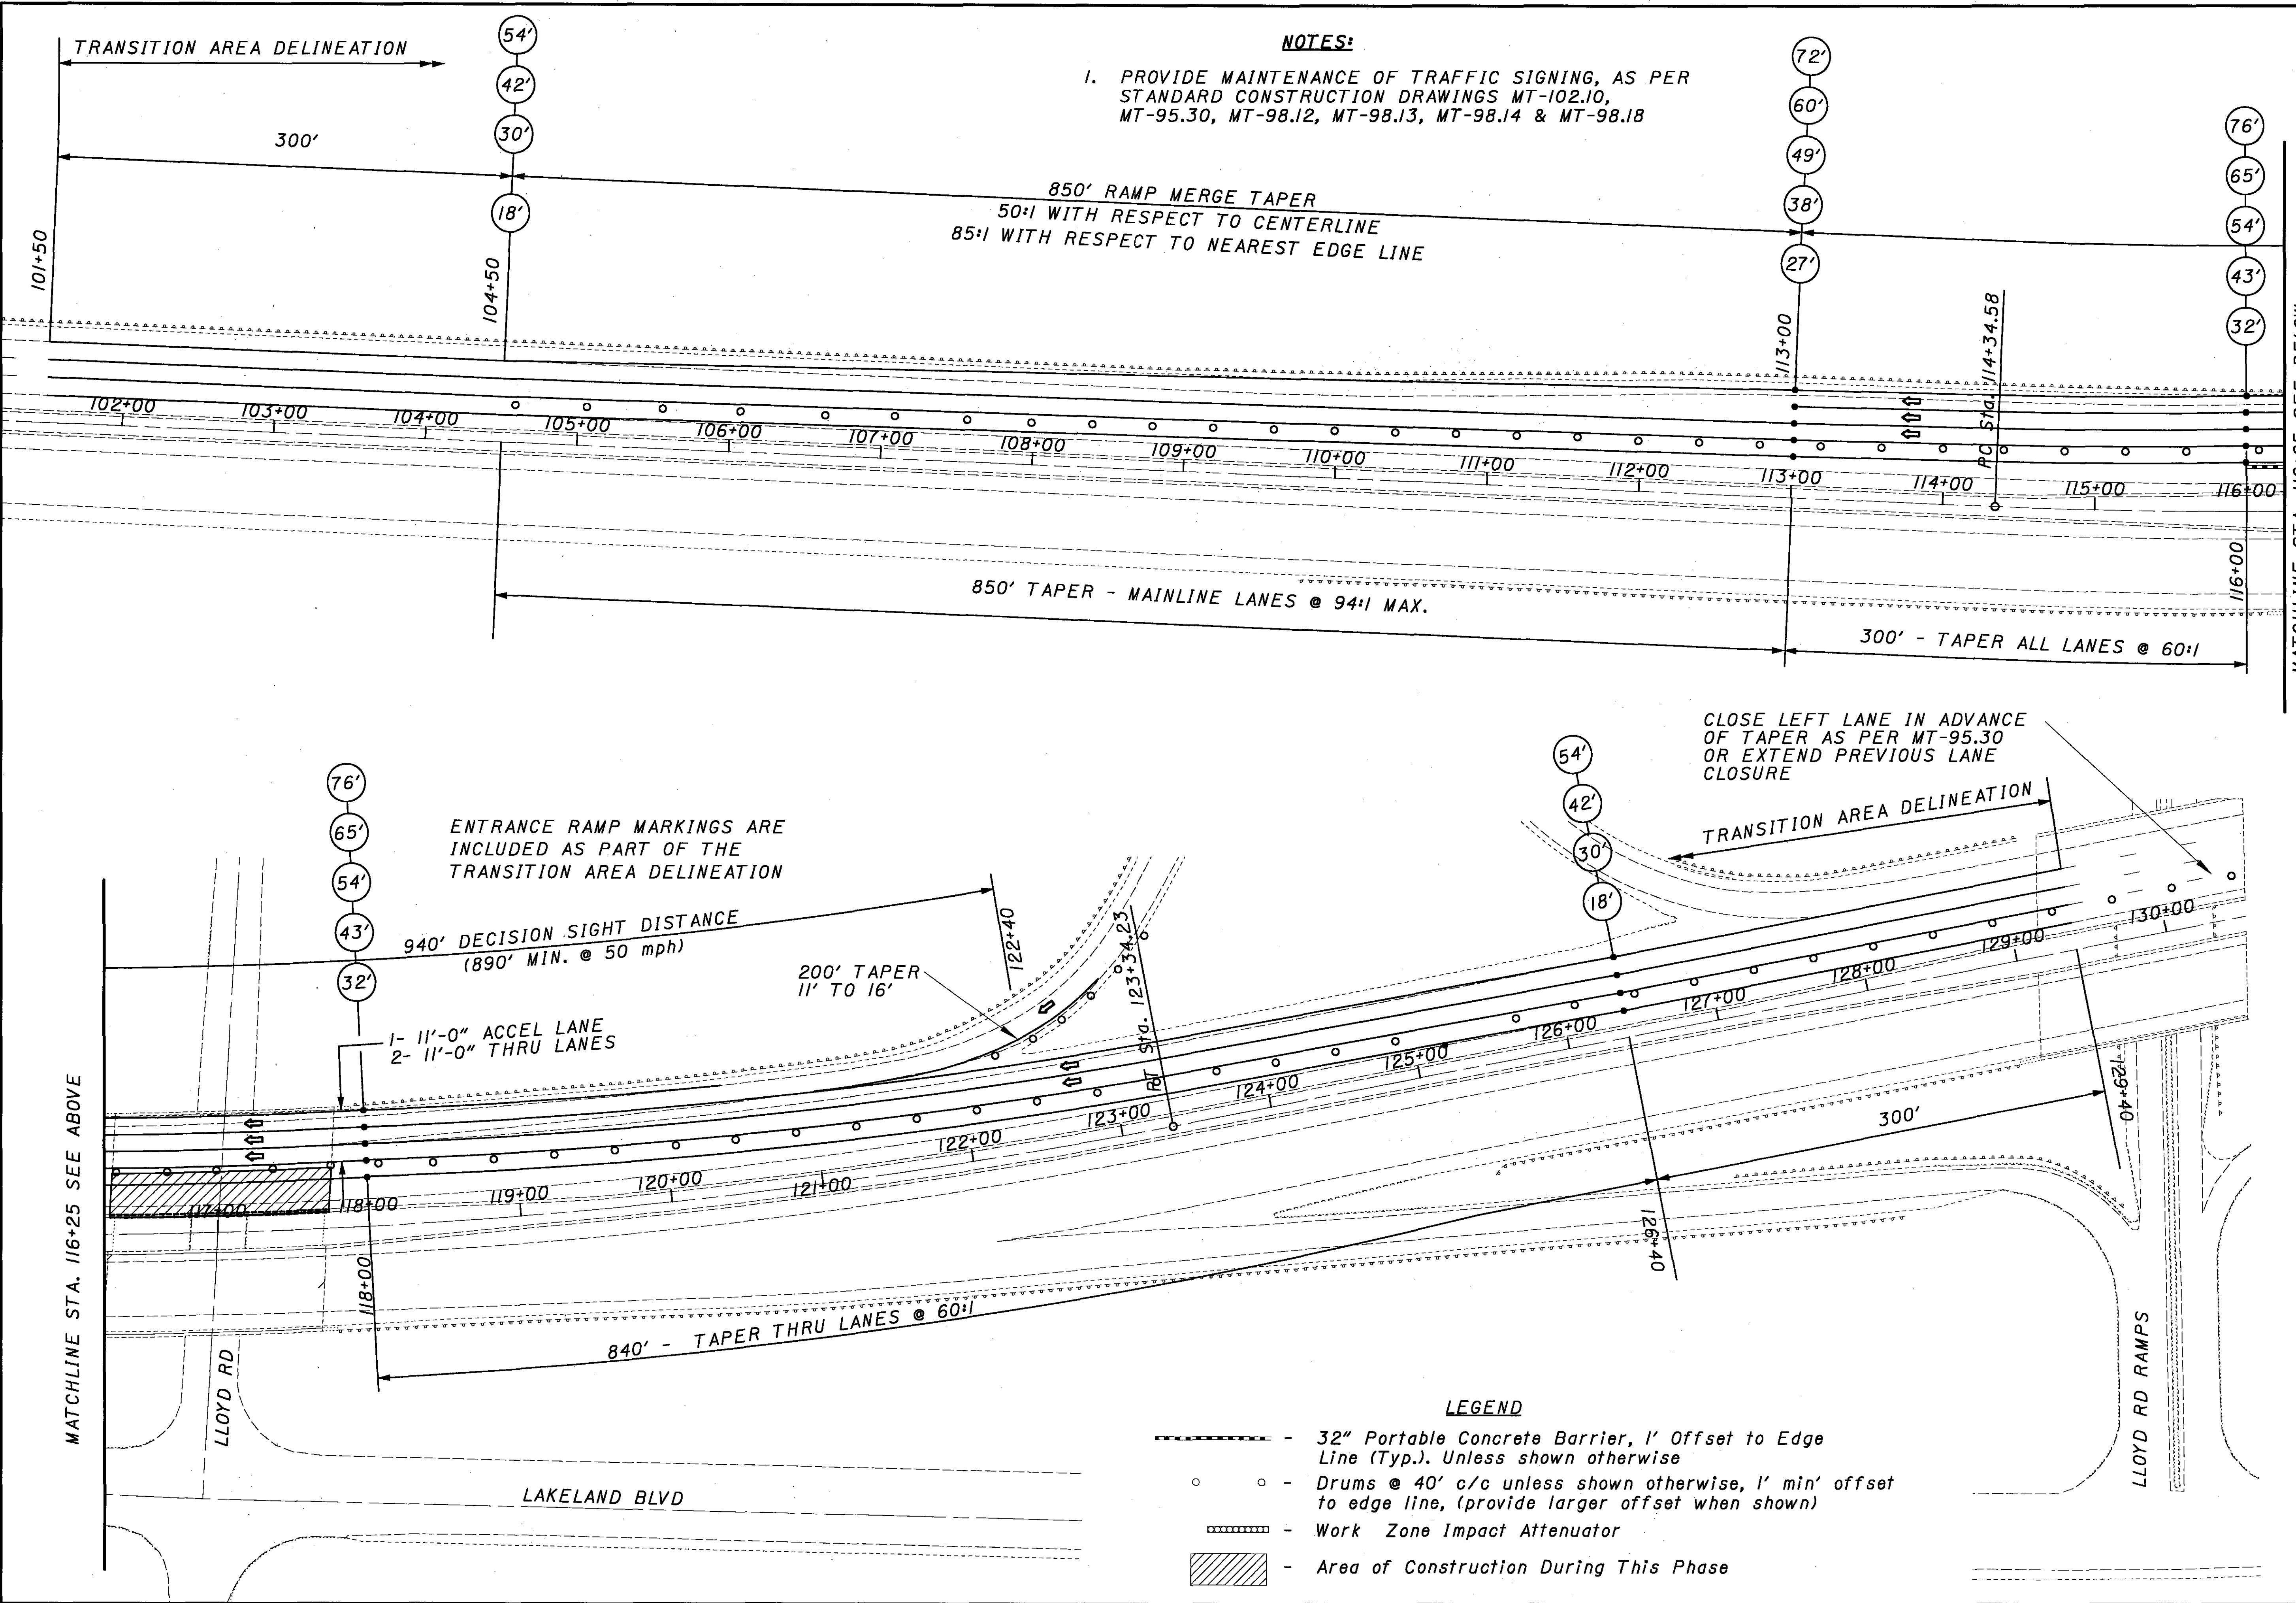 TRANSITION AREA DELINEATION
300'
101+50
104+50
54'
42'
30'
18'
NOTES:
1. PROVIDE MAINTENANCE OF TRAFFIC SIGNING, AS PER
STANDARD CONSTRUCTION DRAWINGS MT-102.10,
MT-95.30, MT-98.12, MT-98.13, MT-98.14 & MT-98.18
850' RAMP MERGE TAPER
50:1 WITH RESPECT TO CENTERLINE
85:1 WITH RESPECT TO NEAREST EDGE LINE
72'
60'
49'
38'
27'
113+00
PC Sta. 114+34.58
76'
65'
54'
43'
32'
102+00
103+00
104+00
105+00
106+00
107+00
108+00
109+00
110+00
111+00
112+00
113+00
114+00
115+00
116+00
116+00
850' TAPER - MAINLINE LANES @ 94:1 MAX.
300' - TAPER ALL LANES @ 60:1
MATCHLINE STA. 116+25 SEE ABOVE
76'
65'
54'
43'
32'
ENTRANCE RAMP MARKINGS ARE
INCLUDED AS PART OF THE
TRANSITION AREA DELINEATION
940' DECISION SIGHT DISTANCE
(890' MIN. @ 50 mph)
122+40
1- 11'-0" ACCEL LANE
2- 11'-0" THRU LANES
200' TAPER
11' TO 16'
PT Sta. 123+34.23
54'
42'
30'
18'
CLOSE LEFT LANE IN ADVANCE
OF TAPER AS PER MT-95.30
OR EXTEND PREVIOUS LANE
CLOSURE
TRANSITION AREA DELINEATION
117+00
118+00
119+00
120+00
121+00
122+00
123+00
124+00
125+00
126+00
127+00
128+00
129+00
130+00
118+00
840' - TAPER THRU LANES @ 60:1
126+40
300'
129+40
LLOYD RD
LAKELAND BLVD
LLOYD RD RAMPS
LEGEND
- 32" Portable Concrete Barrier, 1' Offset to Edge
Line (Typ.). Unless shown otherwise
- Drums @ 40' c/c unless shown otherwise, 1' min' offset
to edge line, (provide larger offset when shown)
- Work Zone Impact Attenuator
- Area of Construction During This Phase